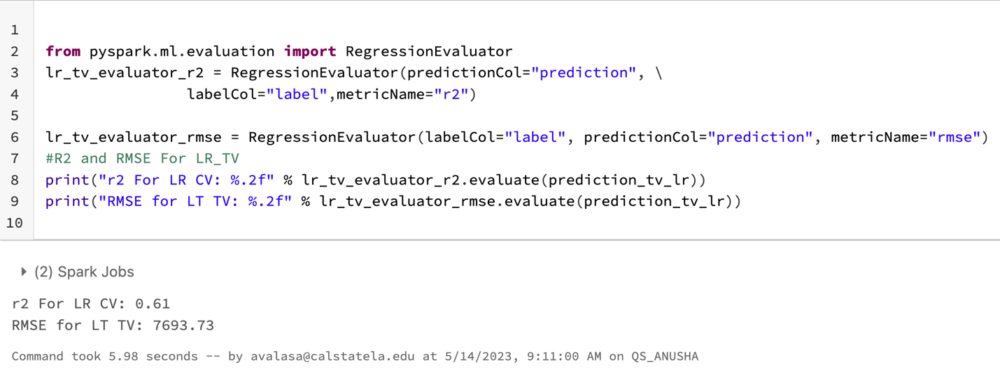 1
2 from pyspark.ml.evaluation import RegressionEvaluator
3 lr_tv_evaluator_r2 = RegressionEvaluator(predictionCol="prediction", \
4                 labelCol="label",metricName="r2")
5
6 lr_tv_evaluator_rmse = RegressionEvaluator(labelCol="label", predictionCol="prediction", metricName="rmse")
7 #R2 and RMSE For LR_TV
8 print("r2 For LR CV: %.2f" % lr_tv_evaluator_r2.evaluate(prediction_tv_lr))
9 print("RMSE for LT TV: %.2f" % lr_tv_evaluator_rmse.evaluate(prediction_tv_lr))
10
(2) Spark Jobs
r2 For LR CV: 0.61
RMSE for LT TV: 7693.73
Command took 5.98 seconds -- by avalasa@calstatela.edu at 5/14/2023, 9:11:00 AM on QS_ANUSHA